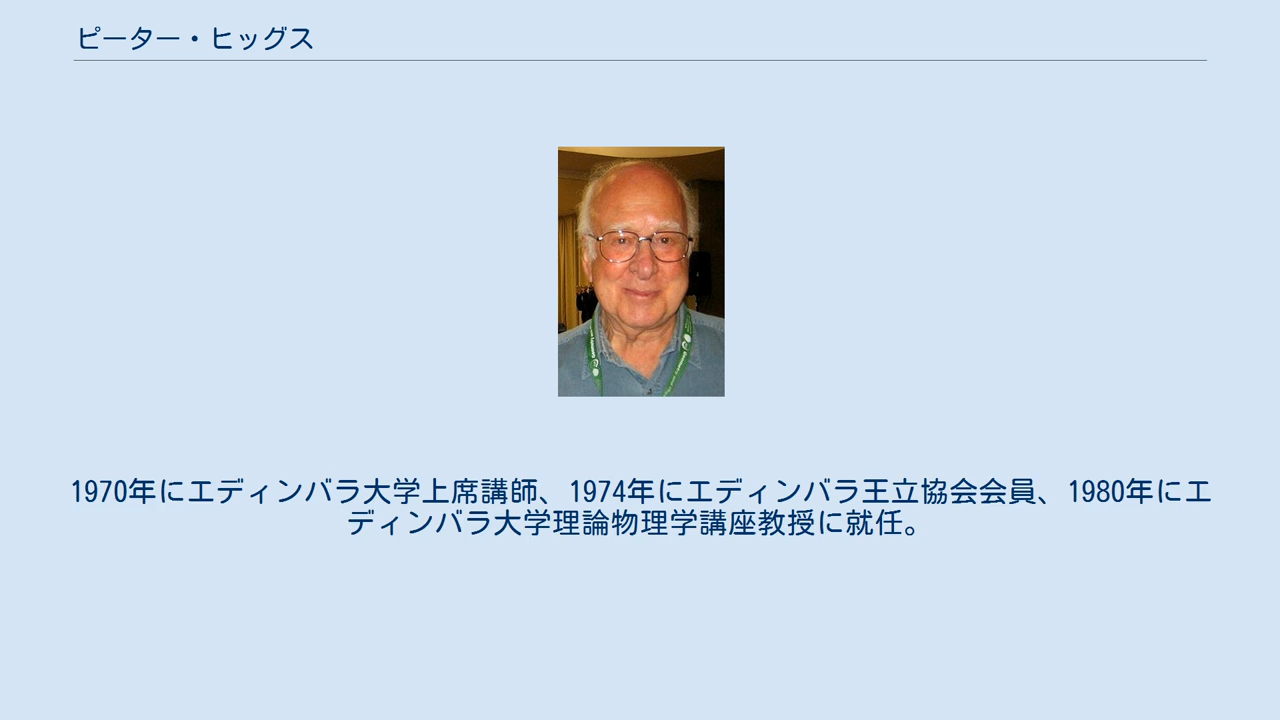 ピーター・ヒッグス
1970年にエディンバラ大学上席講師、1974年にエディンバラ王立協会会員、1980年にエ
ディンバラ大学理論物理学講座教授に就任。